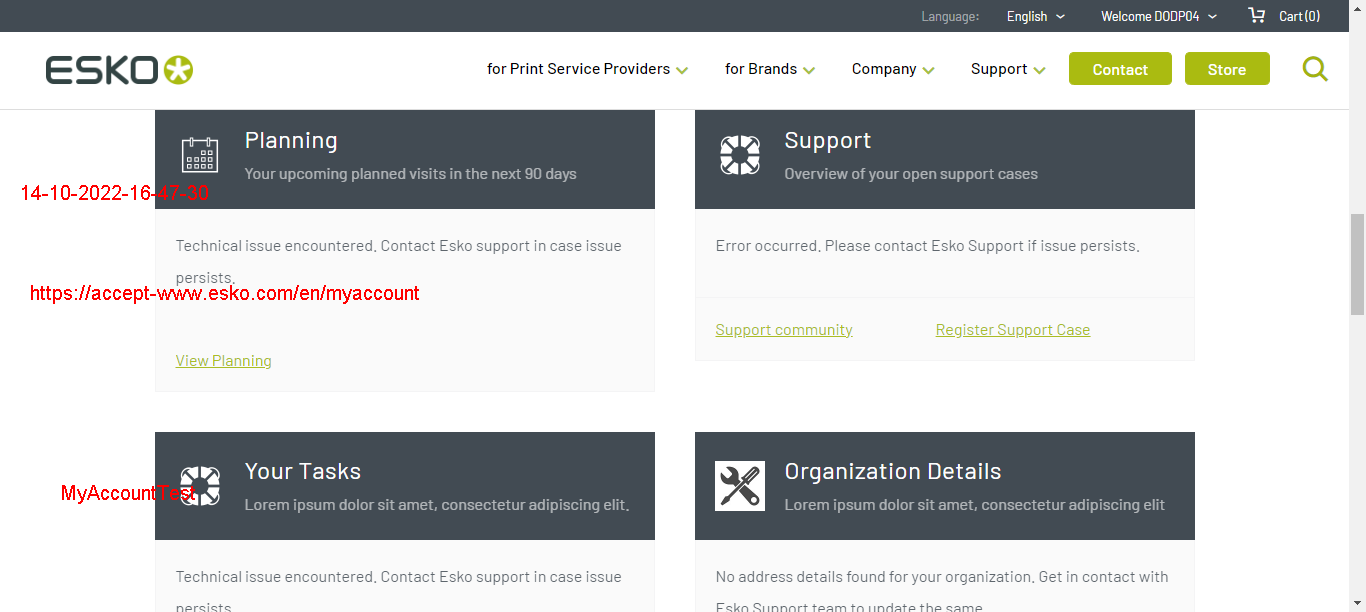 Language: English Welcome DODP04 Cart (0)
ESKO for Print Service Providers for Brands Company Support Contact Store
Planning
Your upcoming planned visits in the next 90 days
Support
Overview of your open support cases
14-10-2022-16-47-30
Technical issue encountered. Contact Esko support in case issue
persists.
Error occurred. Please contact Esko Support if issue persists.
https://accept-www.esko.com/en/myaccount
Support community Register Support Case
View Planning
Your Tasks
Lorem ipsum dolor sit amet, consectetur adipiscing elit.
Organization Details
Lorem ipsum dolor sit amet, consectetur adipiscing elit
MyAccountTest
Technical issue encountered. Contact Esko support in case issue
persists.
No address details found for your organization. Get in contact with
Esko Support team to update the same.